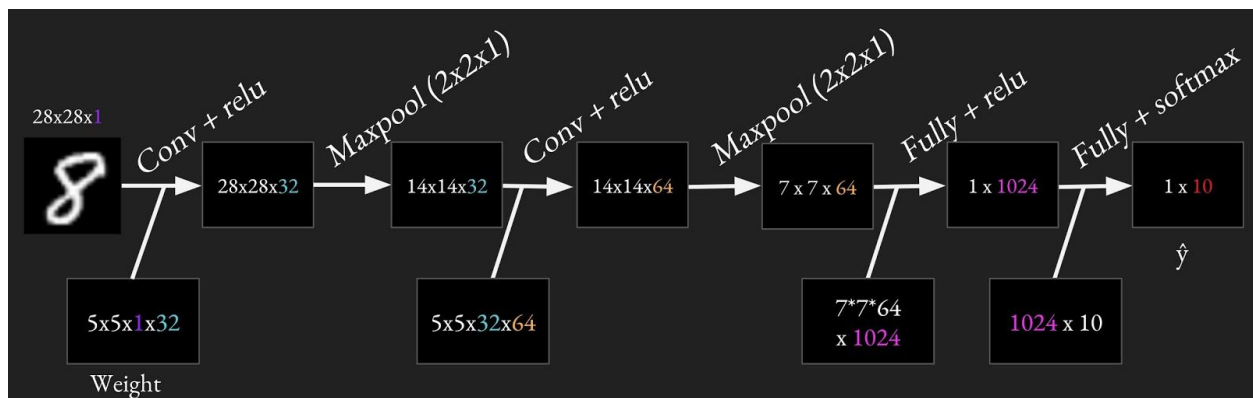 28x28x1
Conv + relu
Maxpool (2x2x1)
Conv + relu
Maxpool (2x2x1)
Fully + relu
Fully + softmax
28x28x32
14x14x32
14x14x64
7 x 7 x 64
1 x 1024
1 x 10
ŷ
5x5x1x32
5x5x32x64
7*7*64
x 1024
1024 x 10
Weight